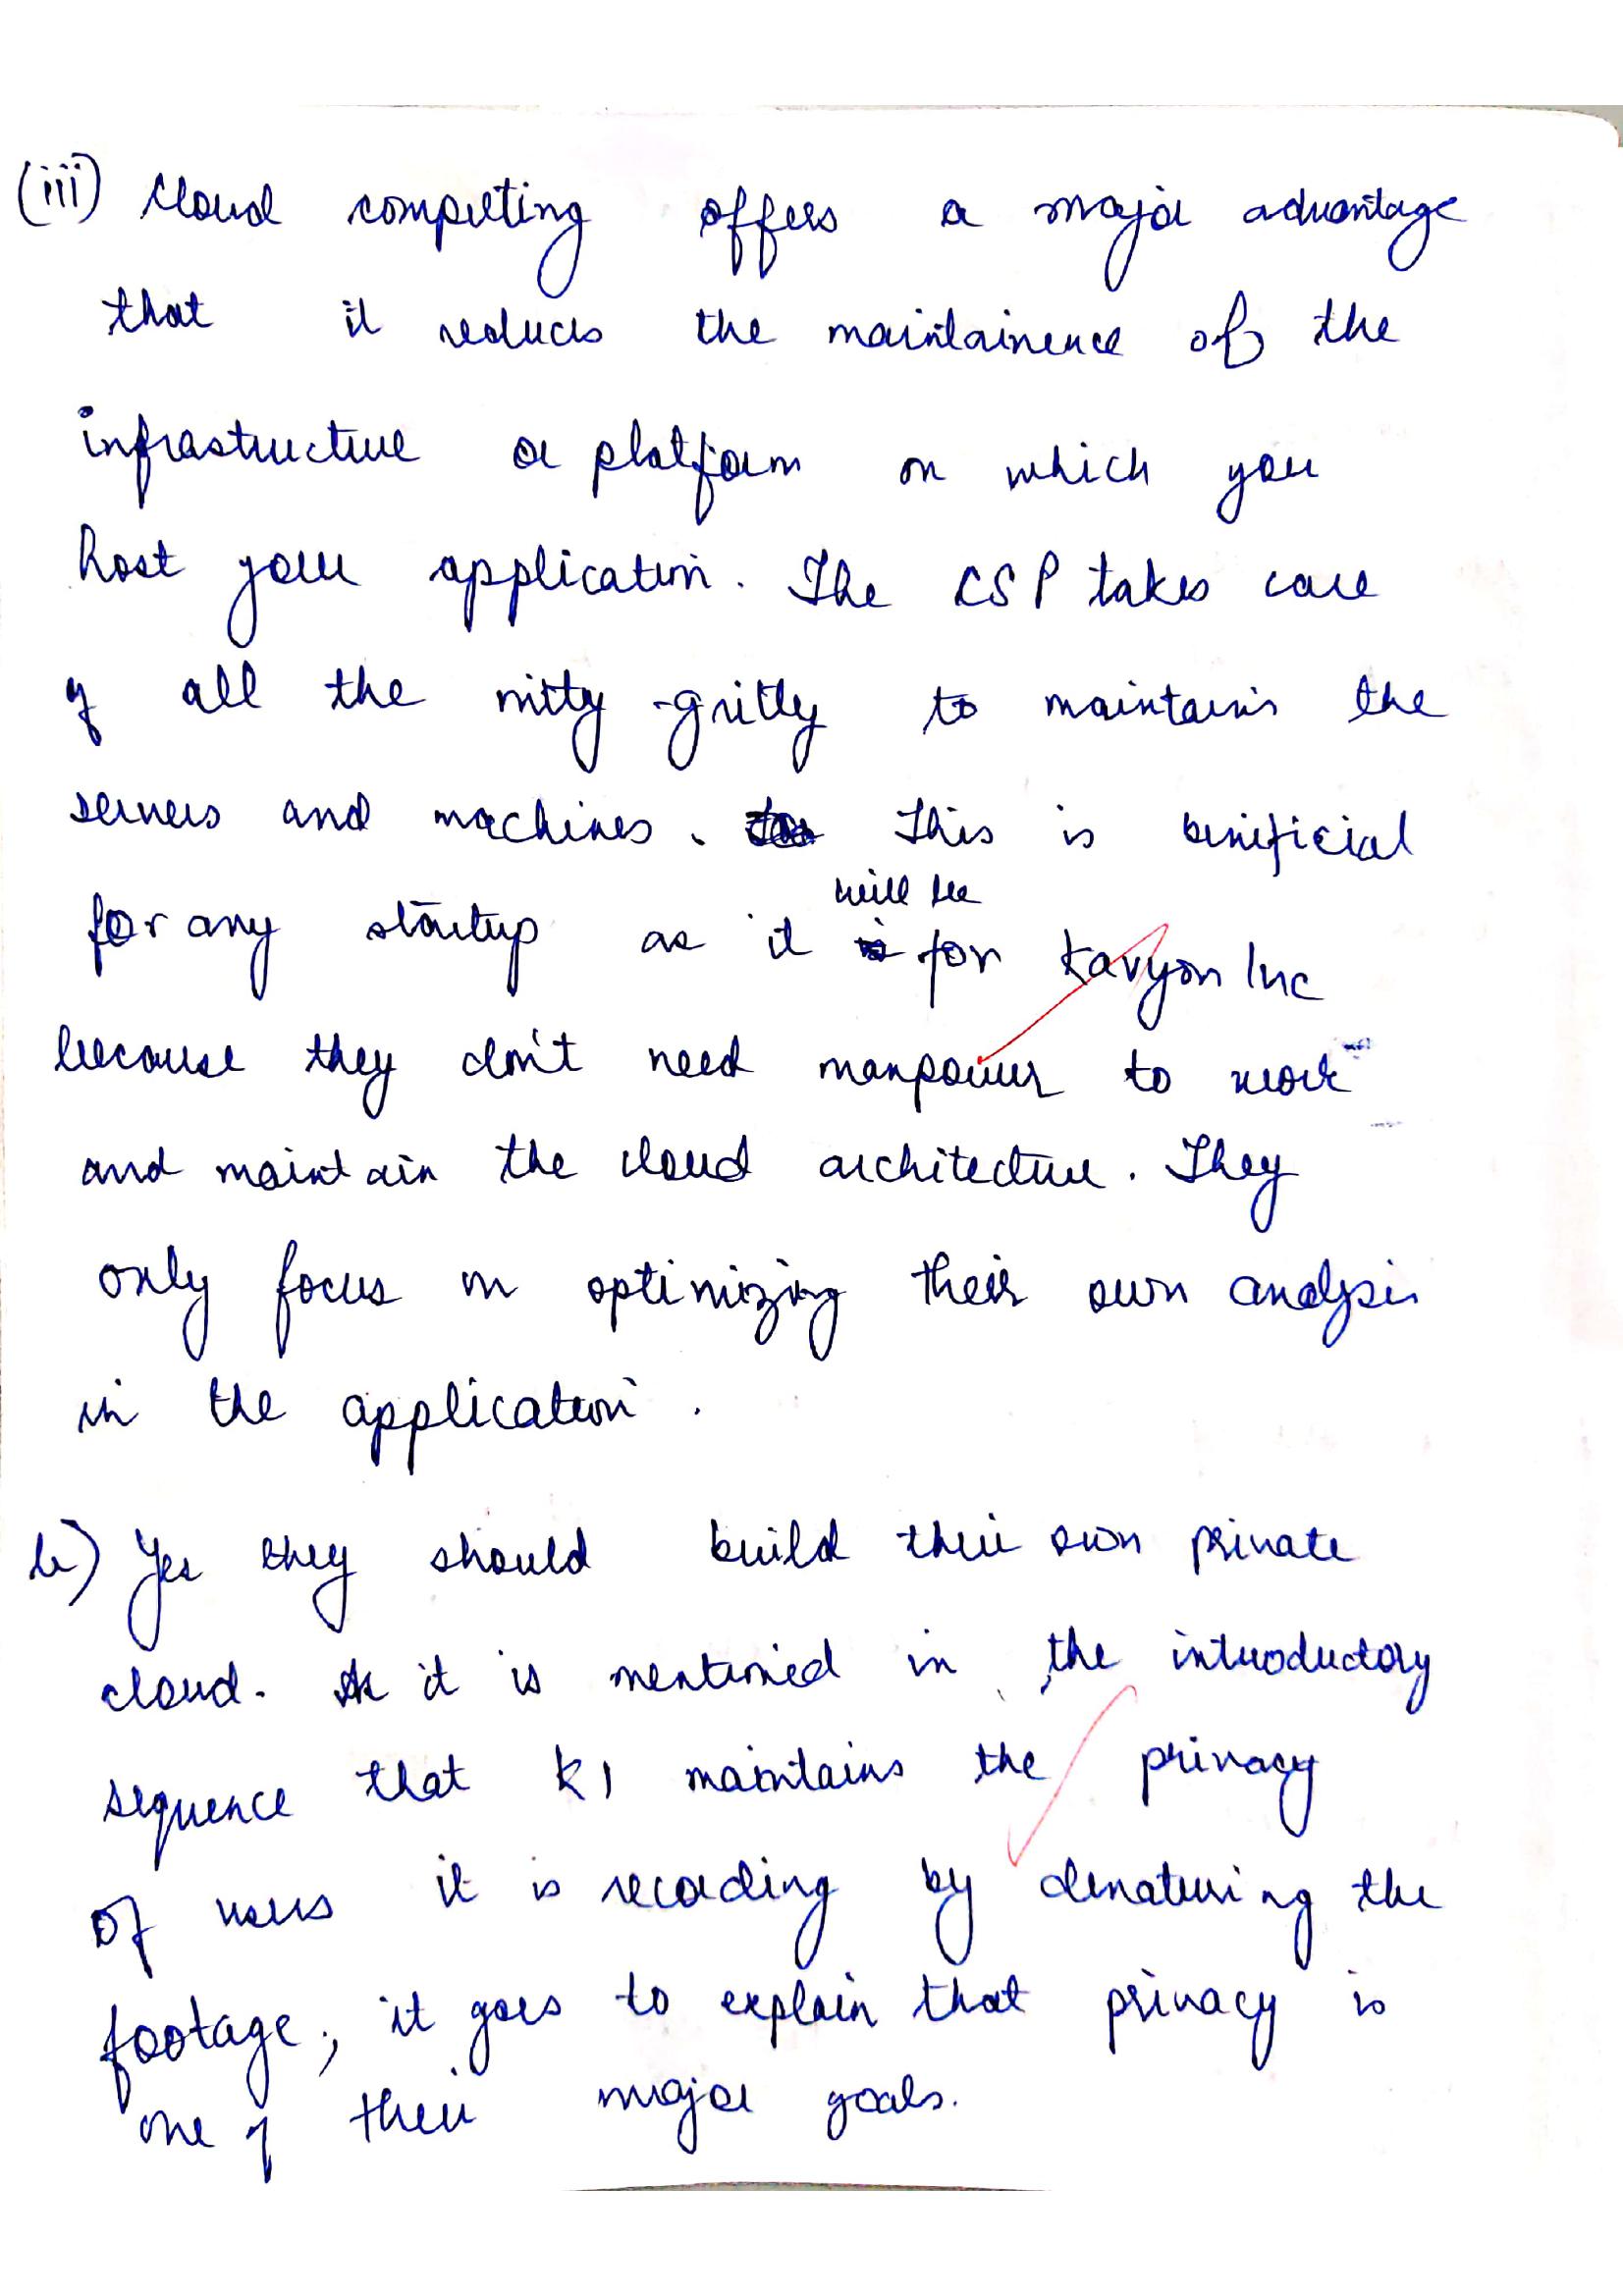 (iii) Cloud computing offers a major advantage
that it reduces the maintainence of the
infrastructure or platform on which you
host your application. The CSP takes care
of all the nitty-gritty to maintain the
servers and machines. This is benificial
for any startup as it will be for Kavyon Inc
because they don't need manpower to work
and maintain the cloud architecture. They
only focus on optimizing their own analysis
in the application.
b) Yes they should build their own private
cloud. As it is mentioned in the introductory
sequence that KI maintains the privacy
of users it is recording by denaturing the
footage, it goes to explain that privacy is
one of their major goals.